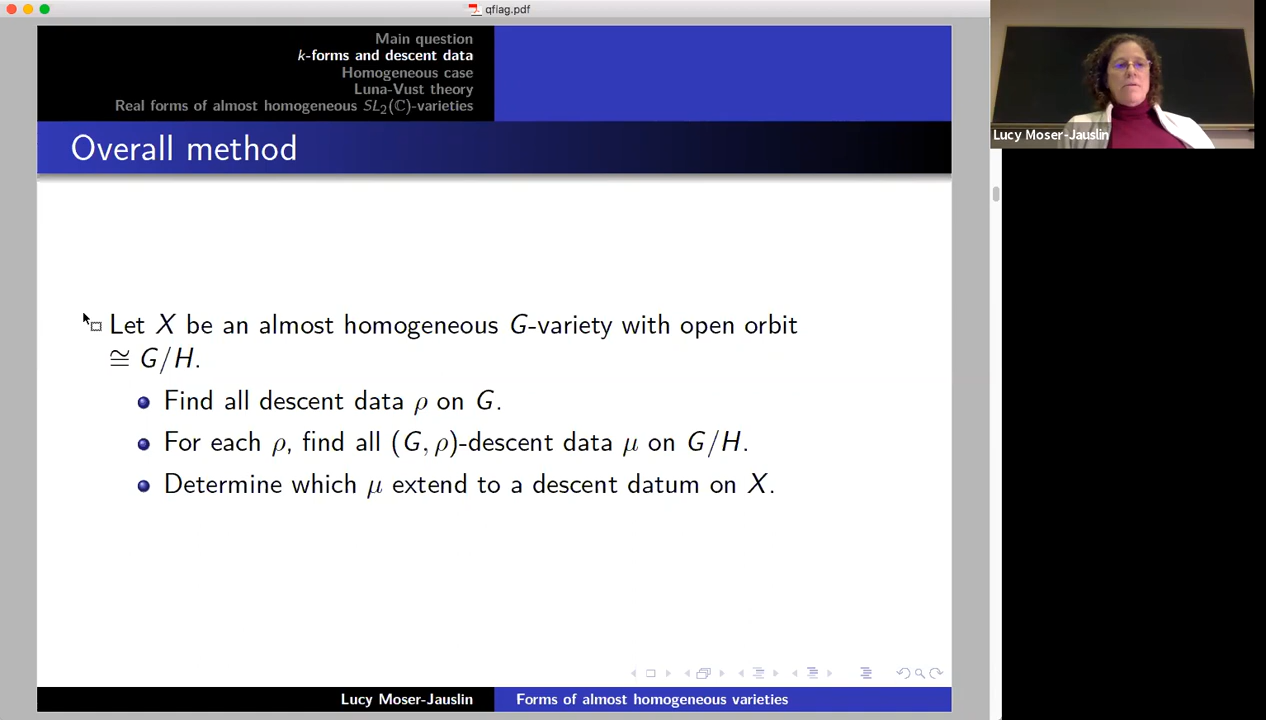 qflag.pdf
Main question
k-forms and descent data
Homogeneous case
Luna-Vust theory
Real forms of almost homogeneous SL₂(ℂ)-varieties
Overall method
Lucy Moser-Jauslin
Let X be an almost homogeneous G-variety with open orbit
≅ G/H.
Find all descent data ρ on G.
For each ρ, find all (G, ρ)-descent data μ on G/H.
Determine which μ extend to a descent datum on X.
Lucy Moser-Jauslin
Forms of almost homogeneous varieties